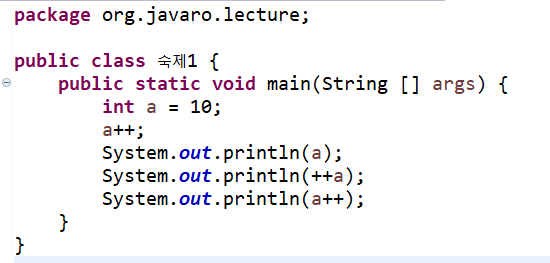 package org.javaro.lecture;
public class 숙제1 {
public static void main(String [] args) {
int a = 10;
a++;
System.out.println(a);
System.out.println(++a);
System.out.println(a++);
}
}